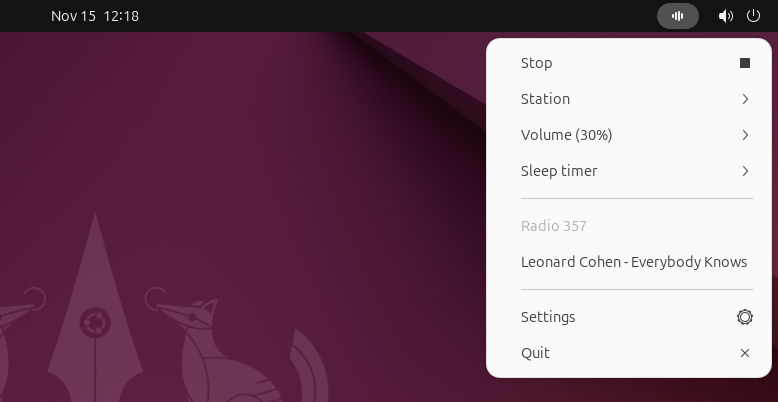 Nov 15 12:18
Stop
Station
Volume (30%)
Sleep timer
Radio 357
Leonard Cohen - Everybody Knows
Settings
Quit